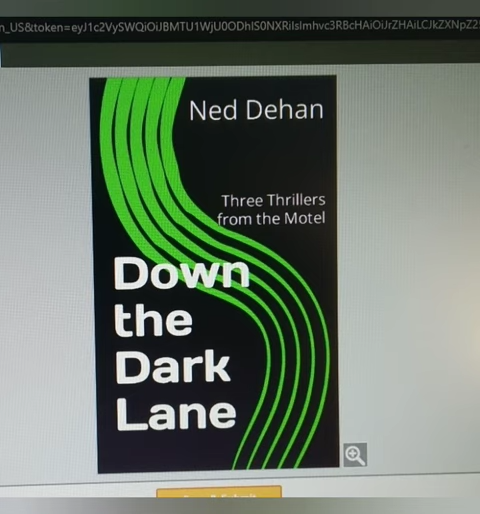 Ned Dehan
Three Thrillers
from the Motel
Down
the
Dark
Lane